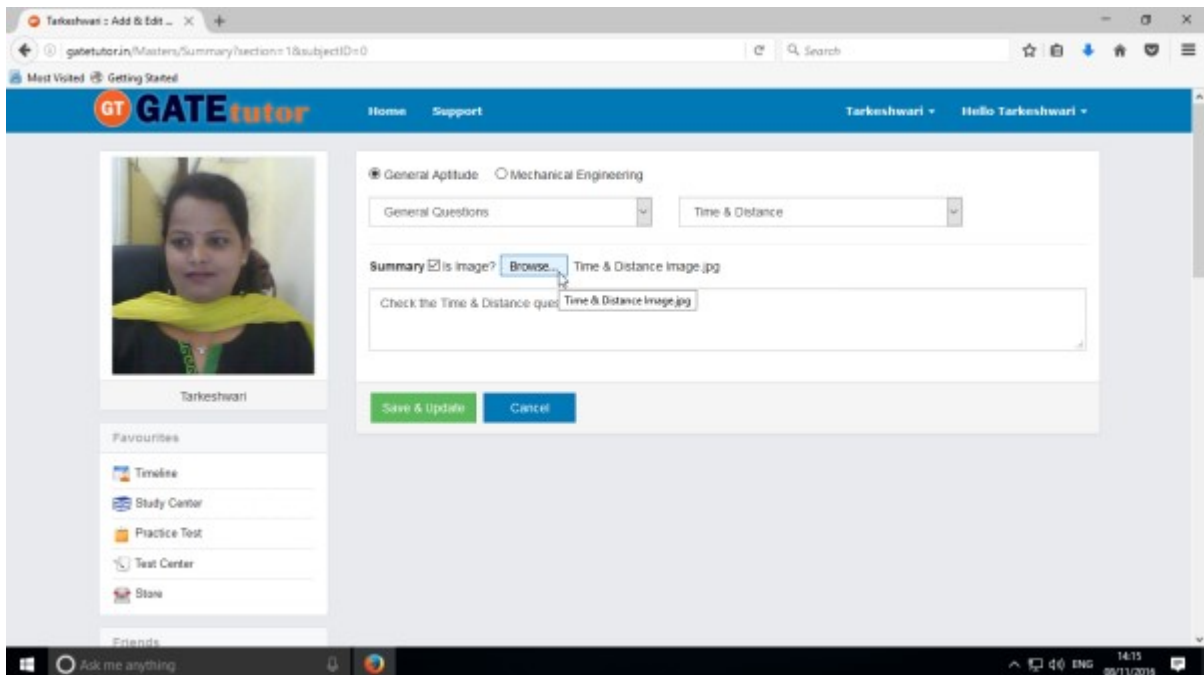 Tarkeshwari :: Add & Edit ...
gatetutor.in/Masters/Summary?section=1&subjectID=0
Search
Most Visited Getting Started
GT GATEtutor Home Support Tarkeshwari Hello Tarkeshwari
General Aptitude Mechanical Engineering
General Questions Time & Distance
Summary Is Image? Browse... Time & Distance Image.jpg
Check the Time & Distance ques Time & Distance Image.jpg
Tarkeshwari
Save & Update Cancel
Favourites
Timeline
Study Center
Practice Test
Test Center
Store
Friends
Ask me anything ENG 14:15
08/11/2016